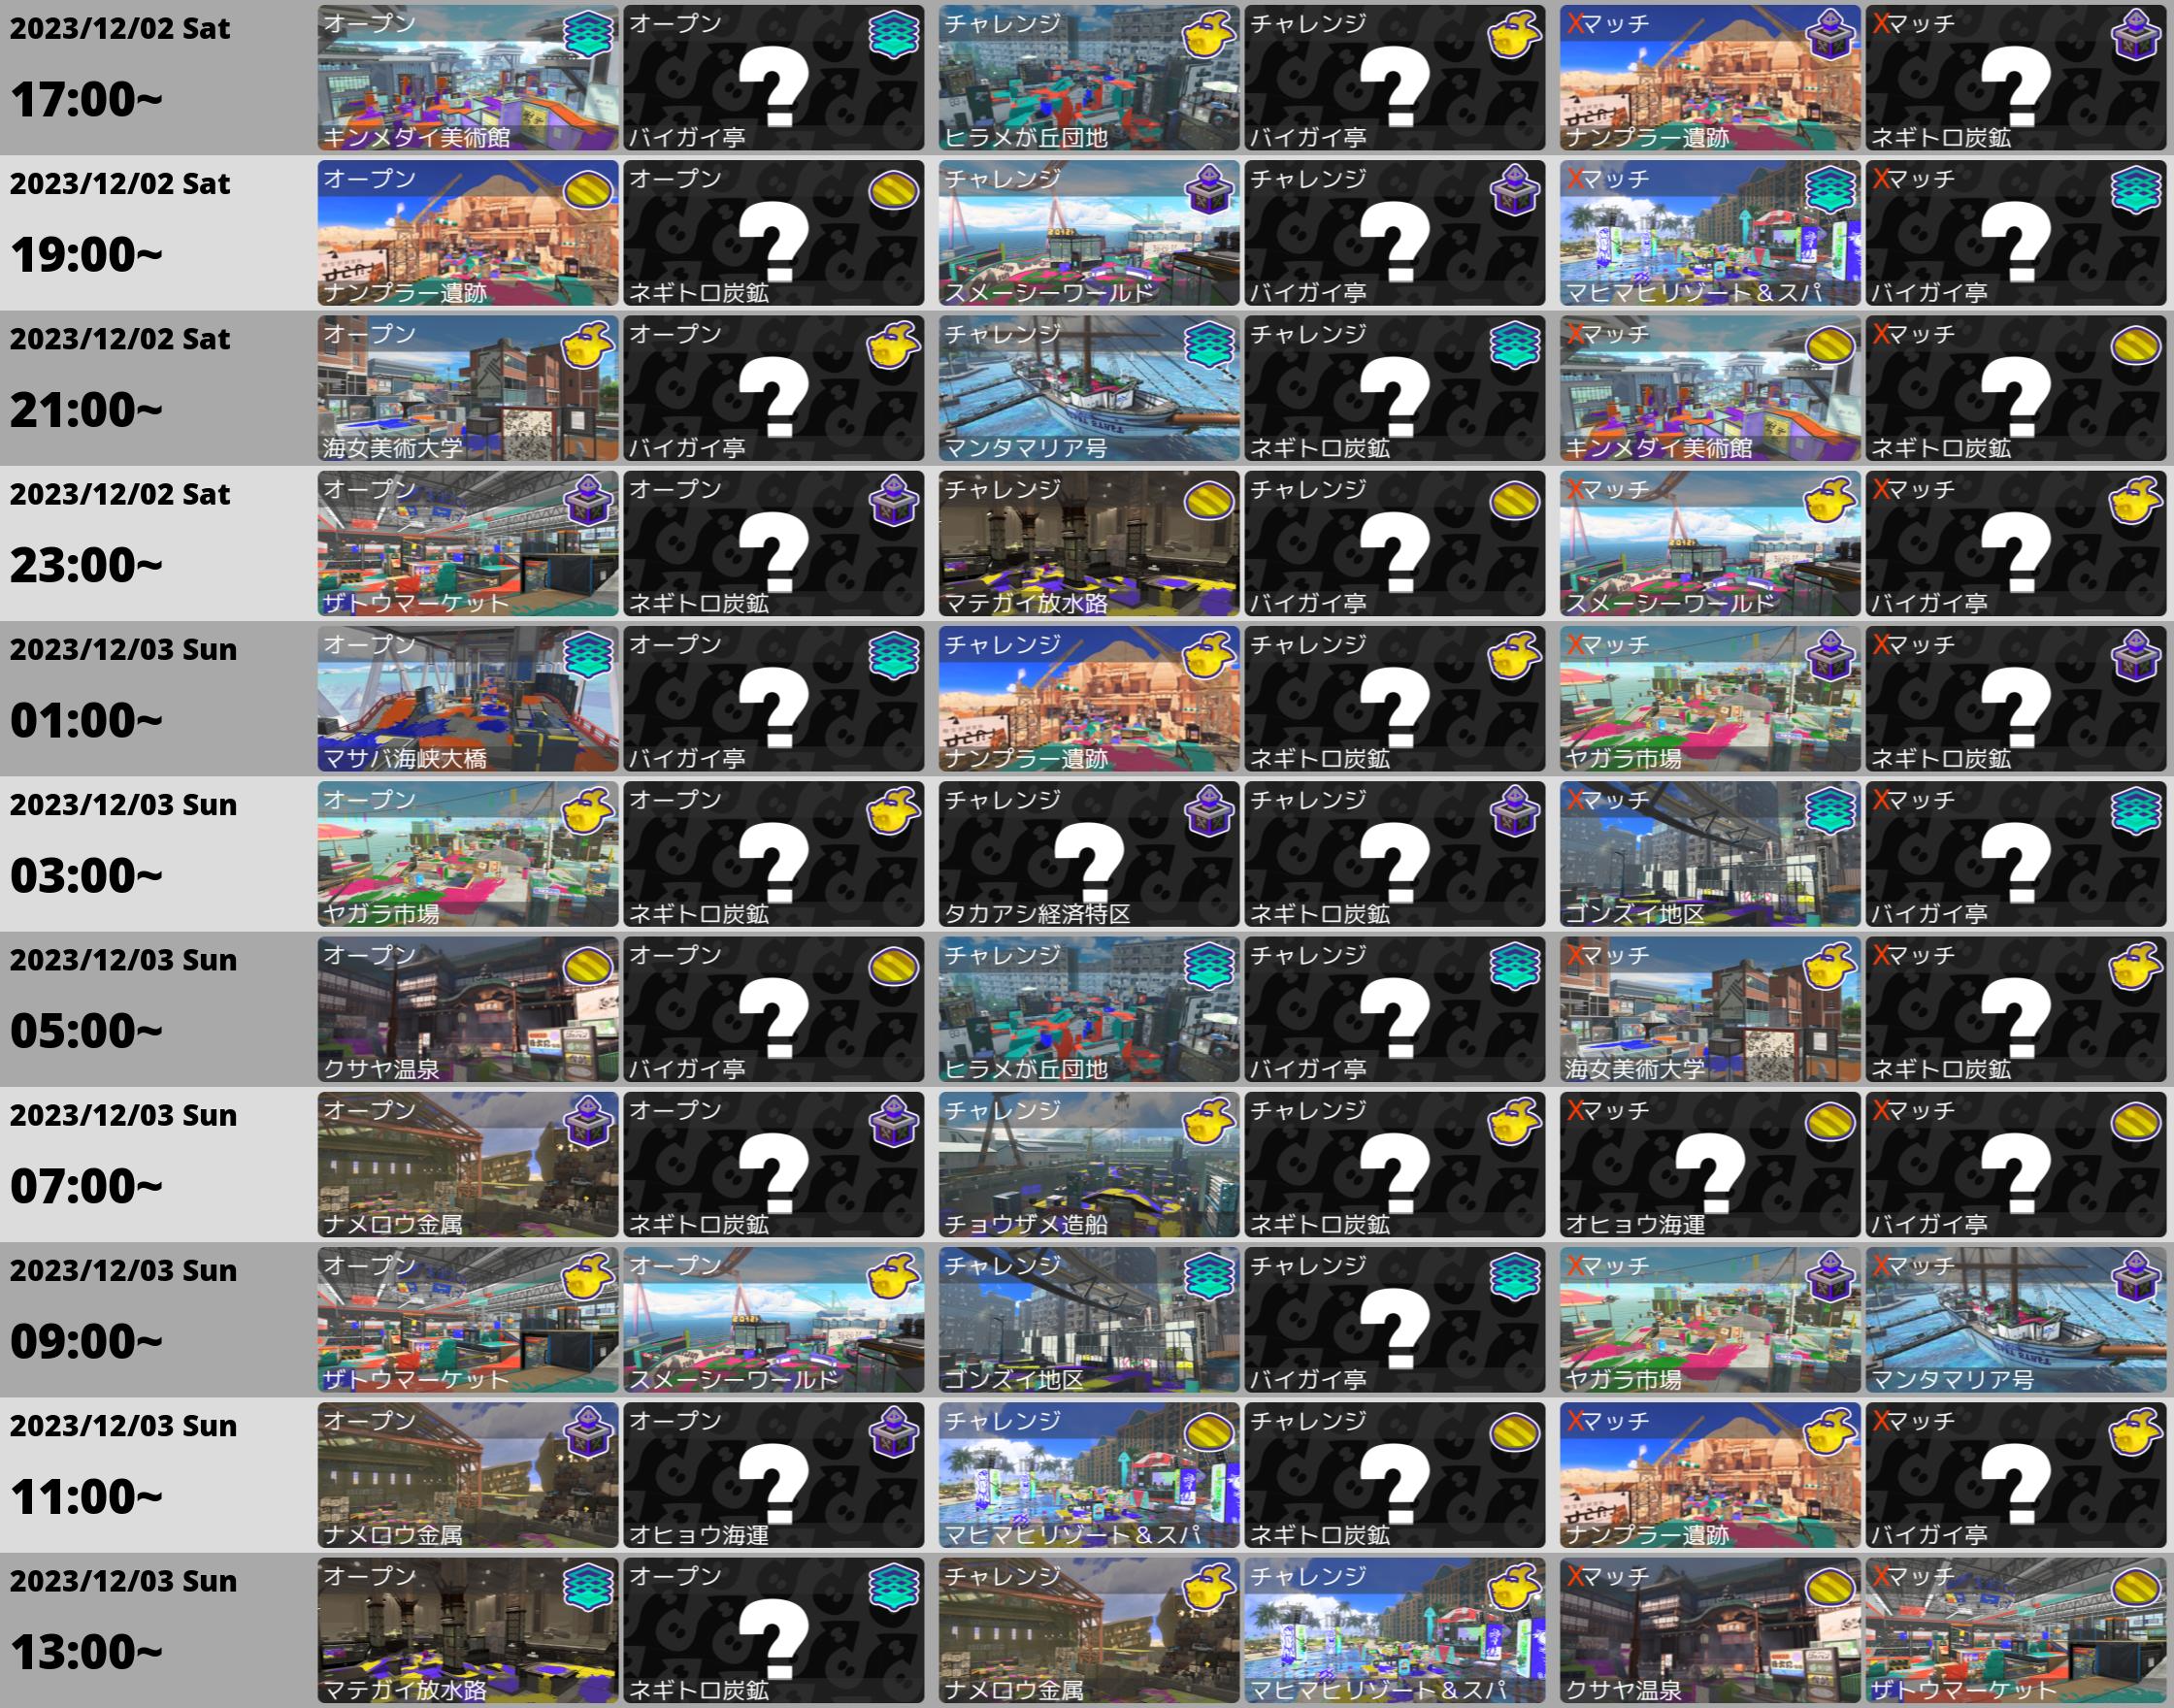 2023/12/02 Sat
17:00~
オープン
キンメダイ美術館
オープン
バイガイ亭
チャレンジ
ヒラメが丘団地
チャレンジ
バイガイ亭
Xマッチ
ナンプラー遺跡
Xマッチ
ネギトロ炭鉱
2023/12/02 Sat
19:00~
オープン
ナンプラー遺跡
オープン
ネギトロ炭鉱
チャレンジ
スメーシーワールド
チャレンジ
バイガイ亭
Xマッチ
マヒマヒリゾート&スパ
Xマッチ
バイガイ亭
2023/12/02 Sat
21:00~
オープン
海女美術大学
オープン
バイガイ亭
チャレンジ
マンタマリア号
チャレンジ
ネギトロ炭鉱
Xマッチ
キンメダイ美術館
Xマッチ
ネギトロ炭鉱
2023/12/02 Sat
23:00~
オープン
ザトウマーケット
オープン
ネギトロ炭鉱
チャレンジ
マテガイ放水路
チャレンジ
バイガイ亭
Xマッチ
スメーシーワールド
Xマッチ
バイガイ亭
2023/12/03 Sun
01:00~
オープン
マサバ海峡大橋
オープン
バイガイ亭
チャレンジ
ナンプラー遺跡
チャレンジ
ネギトロ炭鉱
Xマッチ
ヤガラ市場
Xマッチ
ネギトロ炭鉱
2023/12/03 Sun
03:00~
オープン
ヤガラ市場
オープン
ネギトロ炭鉱
チャレンジ
タカアシ経済特区
チャレンジ
ネギトロ炭鉱
Xマッチ
ゴンズイ地区
Xマッチ
バイガイ亭
2023/12/03 Sun
05:00~
オープン
クサヤ温泉
オープン
バイガイ亭
チャレンジ
ヒラメが丘団地
チャレンジ
バイガイ亭
Xマッチ
海女美術大学
Xマッチ
ネギトロ炭鉱
2023/12/03 Sun
07:00~
オープン
ナメロウ金属
オープン
ネギトロ炭鉱
チャレンジ
チョウザメ造船
チャレンジ
ネギトロ炭鉱
Xマッチ
オヒョウ海運
Xマッチ
バイガイ亭
2023/12/03 Sun
09:00~
オープン
ザトウマーケット
オープン
スメーシーワールド
チャレンジ
ゴンズイ地区
チャレンジ
バイガイ亭
Xマッチ
ヤガラ市場
Xマッチ
マンタマリア号
2023/12/03 Sun
11:00~
オープン
ナメロウ金属
オープン
オヒョウ海運
チャレンジ
マヒマヒリゾート&スパ
チャレンジ
ネギトロ炭鉱
Xマッチ
ナンプラー遺跡
Xマッチ
バイガイ亭
2023/12/03 Sun
13:00~
オープン
マテガイ放水路
オープン
ネギトロ炭鉱
チャレンジ
ナメロウ金属
チャレンジ
マヒマヒリゾート&スパ
Xマッチ
クサヤ温泉
Xマッチ
ザトウマーケット